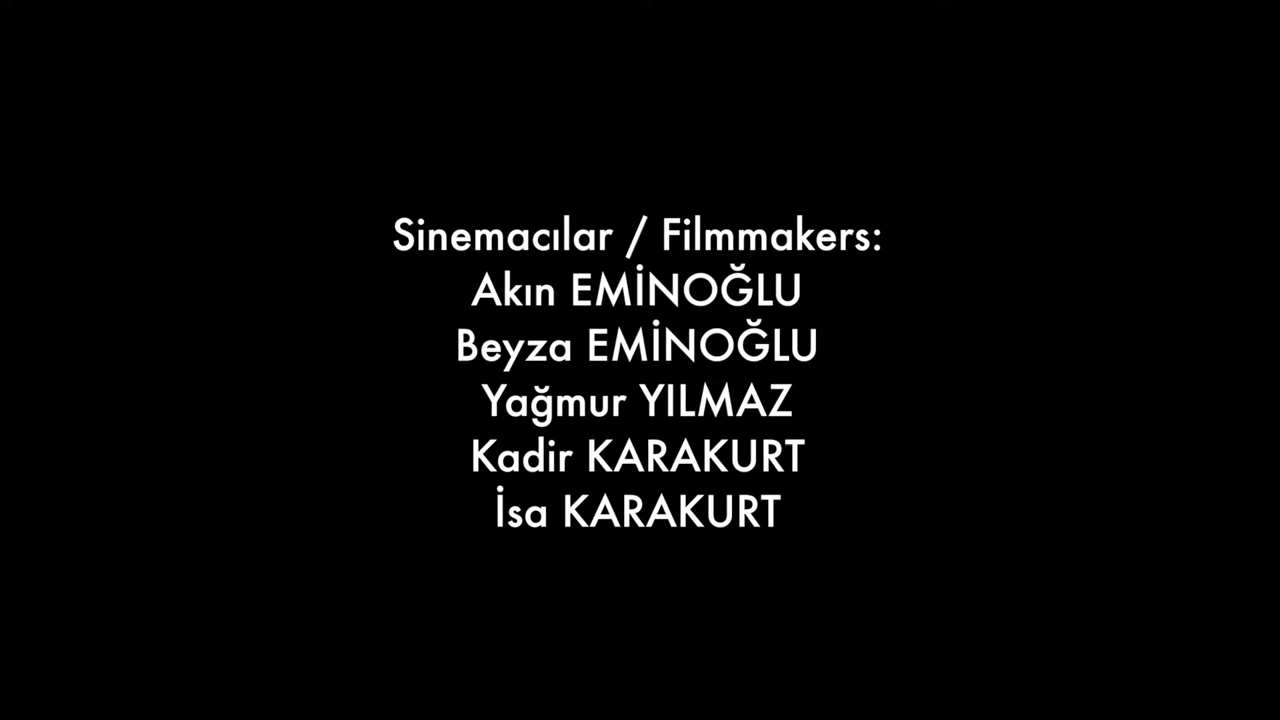 Sinemacılar / Filmmakers:
Akın EMİNOĞLU
Beyza EMİNOĞLU
Yağmur YILMAZ
Kadir KARAKURT
İsa KARAKURT